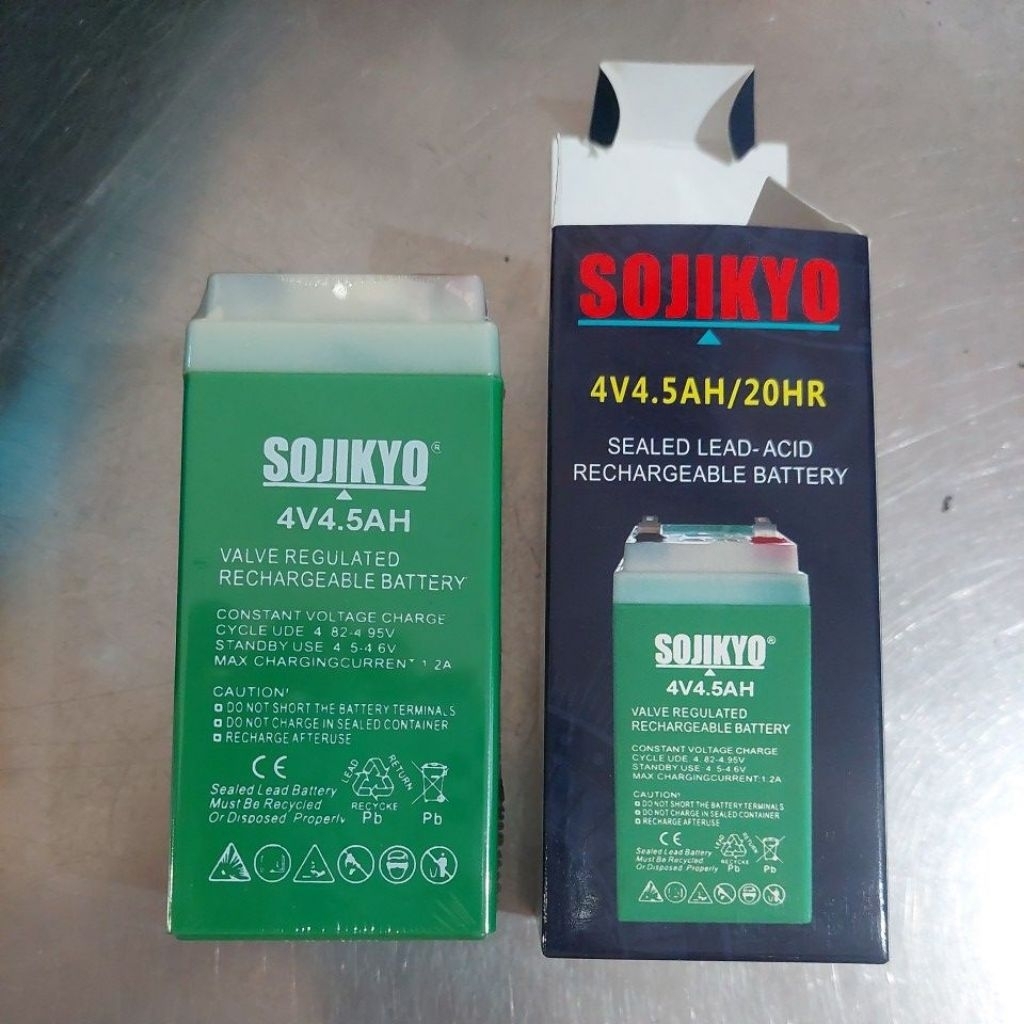 SOJIKYO®
4V4.5AH
VALVE REGULATED
RECHARGEABLE BATTERY
CONSTANT VOLTAGE CHARGE
CYCLE UDE 4 82-4 95V
STANDBY USE 4 5-4 6V
MAX CHARGINGCURRENT 1 2A
CAUTION!
DO NOT SHORT THE BATTERY TERMINALS
DO NOT CHARGE IN SEALED CONTAINER
RECHARGE AFTERUSE
CE
Sealed Lead Battery
Must Be Recycled
Or Disposed Properly
LEAD RETURN
RECYCKE
Pb Pb
SOJIKYO
4V4.5AH/20HR
SEALED LEAD-ACID
RECHARGEABLE BATTERY
SOJIKYO®
4V4.5AH
VALVE REGULATED
RECHARGEABLE BATTERY
CONSTANT VOLTAGE CHARGE
CYCLE UDE 4. 82-4.95V
STANDBY USE 4 5-4 6V
MAX CHARGINGCURRENT:1.2A
CAUTION!
DO NOT SHORT THE BATTERY TERMINALS
DO NOT CHARGE IN SEALED CONTAINER
RECHARGE AFTERUSE
CE
Sealed Lead Battery
Must Be Recycled
Or Disposed Properly
LEAD RETURN
RECYCKE
Pb Pb